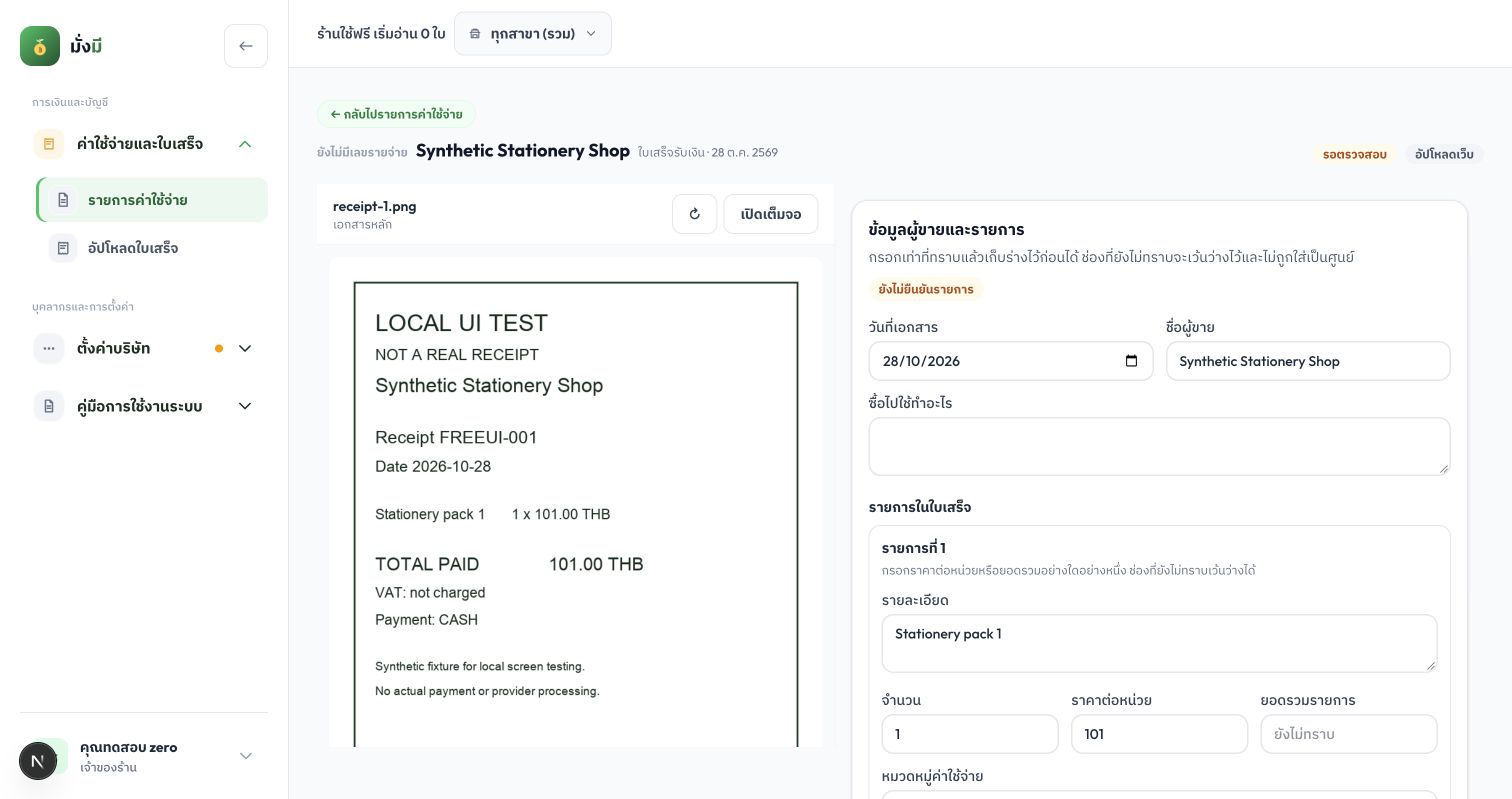 มั่งมี
การเงินและบัญชี
ค่าใช้จ่ายและใบเสร็จ
รายการค่าใช้จ่าย
อัปโหลดใบเสร็จ
บุคลากรและการตั้งค่า
ตั้งค่าบริษัท
คู่มือการใช้งานระบบ
N
คุณทดสอบ zero
เจ้าของร้าน
ร้านใช้ฟรี เริ่มอ่าน 0 ใบ
ทุกสาขา (รวม)
← กลับไปรายการค่าใช้จ่าย
ยังไม่มีเลขรายจ่าย Synthetic Stationery Shop ใบเสร็จรับเงิน · 28 ต.ค. 2569
รอตรวจสอบ อัปโหลดเว็บ
receipt-1.png
เอกสารหลัก
เปิดเต็มจอ
LOCAL UI TEST
NOT A REAL RECEIPT
Synthetic Stationery Shop
Receipt FREEUI-001
Date 2026-10-28
Stationery pack 1 1 x 101.00 THB
TOTAL PAID 101.00 THB
VAT: not charged
Payment: CASH
Synthetic fixture for local screen testing.
No actual payment or provider processing.
ข้อมูลผู้ขายและรายการ
กรอกเท่าที่ทราบแล้วเก็บร่างไว้ก่อนได้ ช่องที่ยังไม่ทราบจะเว้นว่างไว้และไม่ถูกใส่เป็นศูนย์
ยังไม่ยืนยันรายการ
วันที่เอกสาร ชื่อผู้ขาย
28/10/2026 Synthetic Stationery Shop
ซื้อไปใช้ทำอะไร
รายการในใบเสร็จ
รายการที่ 1
กรอกราคาต่อหน่วยหรือยอดรวมอย่างใดอย่างหนึ่ง ช่องที่ยังไม่ทราบเว้นว่างได้
รายละเอียด
Stationery pack 1
จำนวน ราคาต่อหน่วย ยอดรวมรายการ
1 101 ยังไม่ทราบ
หมวดหมู่ค่าใช้จ่าย